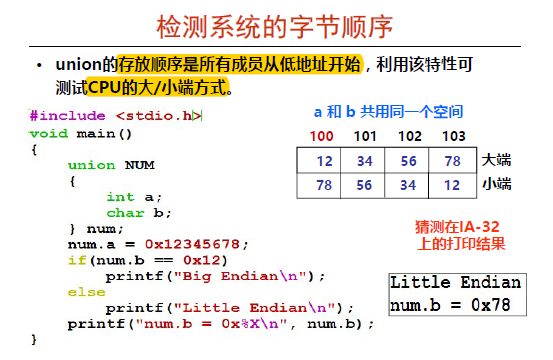 检测系统的字节顺序
• union的存放顺序是所有成员从低地址开始，利用该特性可
测试CPU的大/小端方式。
#include <stdio.h>
void main()
{
union NUM
{
int a;
char b;
} num;
num.a = 0x12345678;
if(num.b == 0x12)
printf("Big Endian\n");
else
printf("Little Endian\n");
printf("num.b = 0x%X\n", num.b);
}
a 和 b 共用同一个空间
100 101 102 103
12 34 56 78 大端
78 56 34 12 小端
猜测在IA-32
上的打印结果
Little Endian
num.b = 0x78